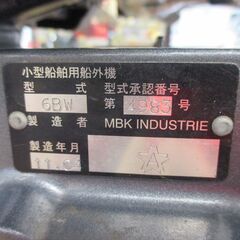 小型船舶用船外機
型式 6BW 型式承認番号 第 4983 号
製造者 MBK INDUSTRIE
製造年月